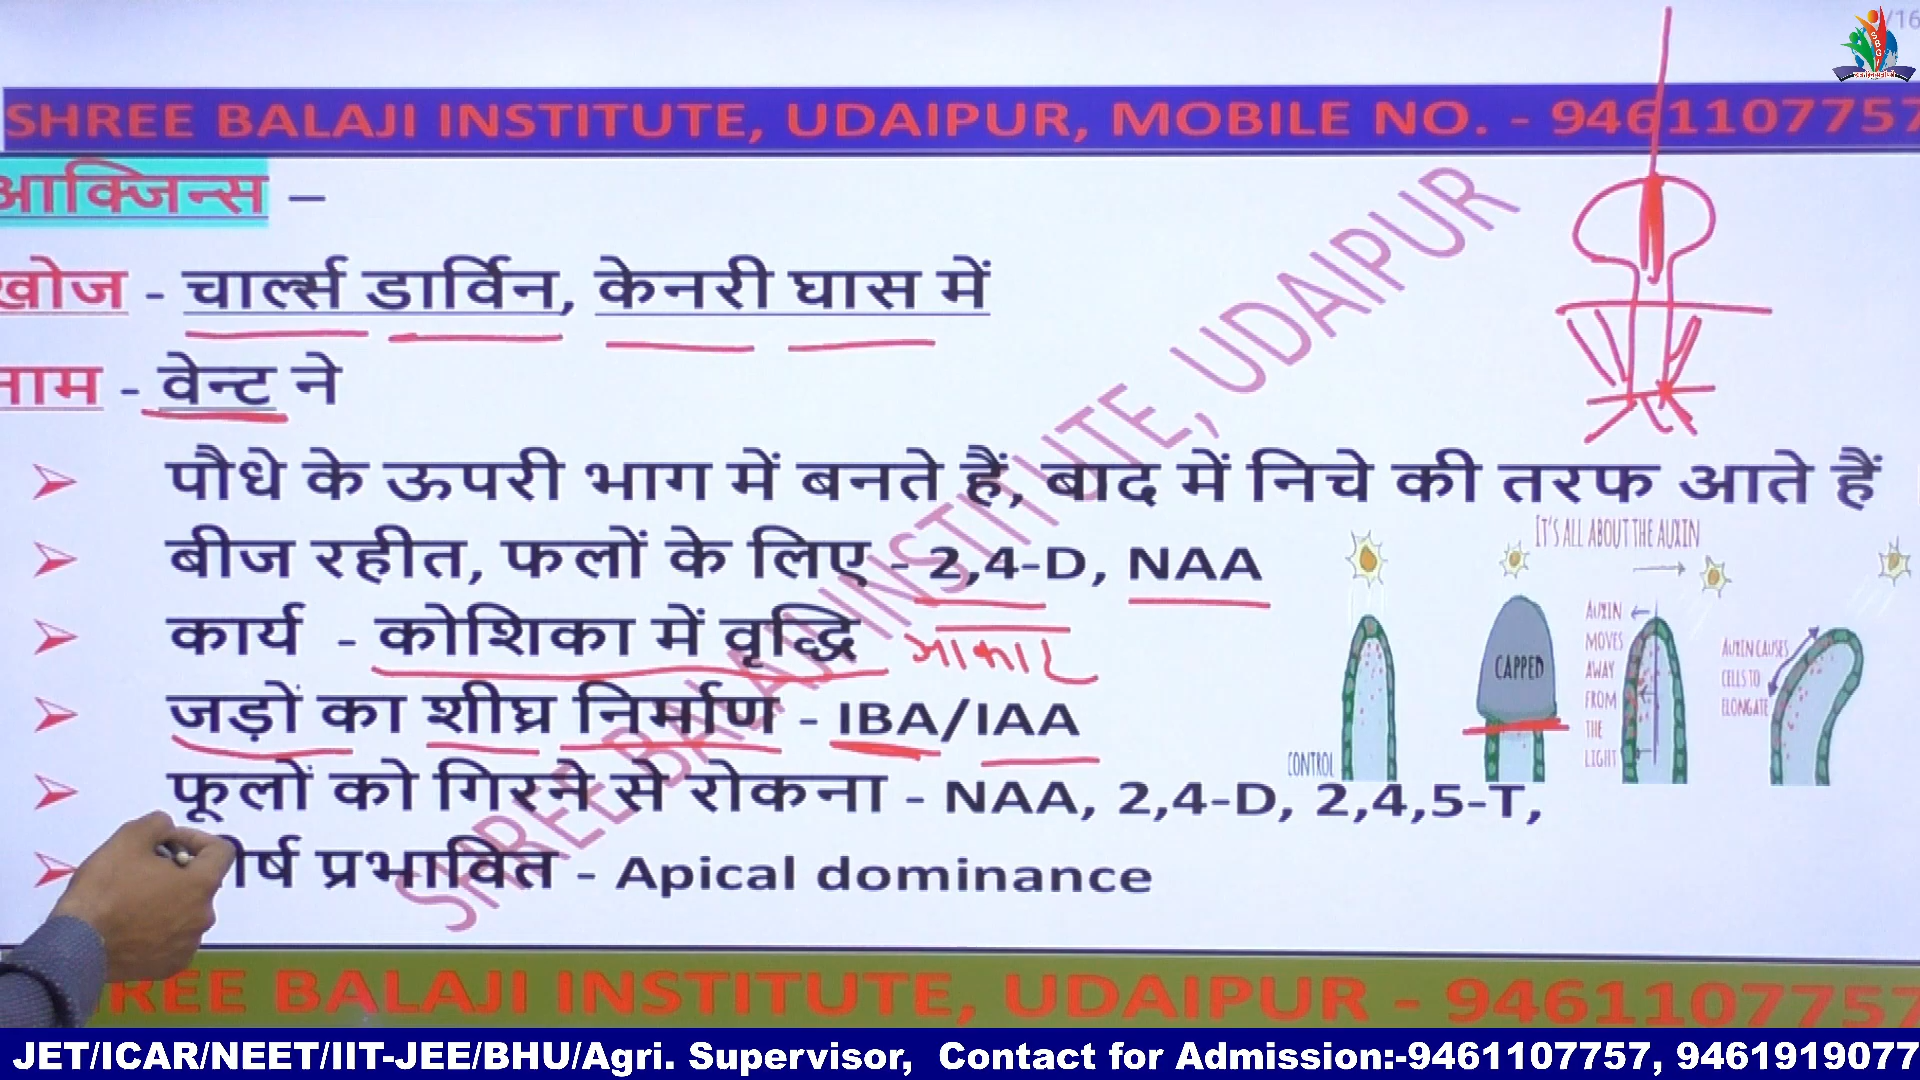 /16
SHREE BALAJI INSTITUTE, UDAIPUR, MOBILE NO. - 9461107757
आक्जिन्स –
खोज - चार्ल्स डार्विन, केनरी घास में
नाम - वेन्ट ने
पौधे के ऊपरी भाग में बनते हैं, बाद में निचे की तरफ आते हैं
बीज रहीत, फलों के लिए - 2,4-D, NAA
कार्य - कोशिका में वृद्धि आकार
जड़ों का शीघ्र निर्माण - IBA/IAA
फूलों को गिरने से रोकना - NAA, 2,4-D, 2,4,5-T,
प्रभावित - Apical dominance
IT'S ALL ABOUT THE AUXIN
CONTROL
CAPPED
AUXIN
MOVES
AWAY
FROM
THE
LIGHT
AUXIN CAUSES
CELLS TO
ELONGATE
SHREE BALAJI INSTITUTE, UDAIPUR
REE BALAJI INSTITUTE, UDAIPUR - 9461107757
JET/ICAR/NEET/IIT-JEE/BHU/Agri. Supervisor, Contact for Admission:-9461107757, 9461919077